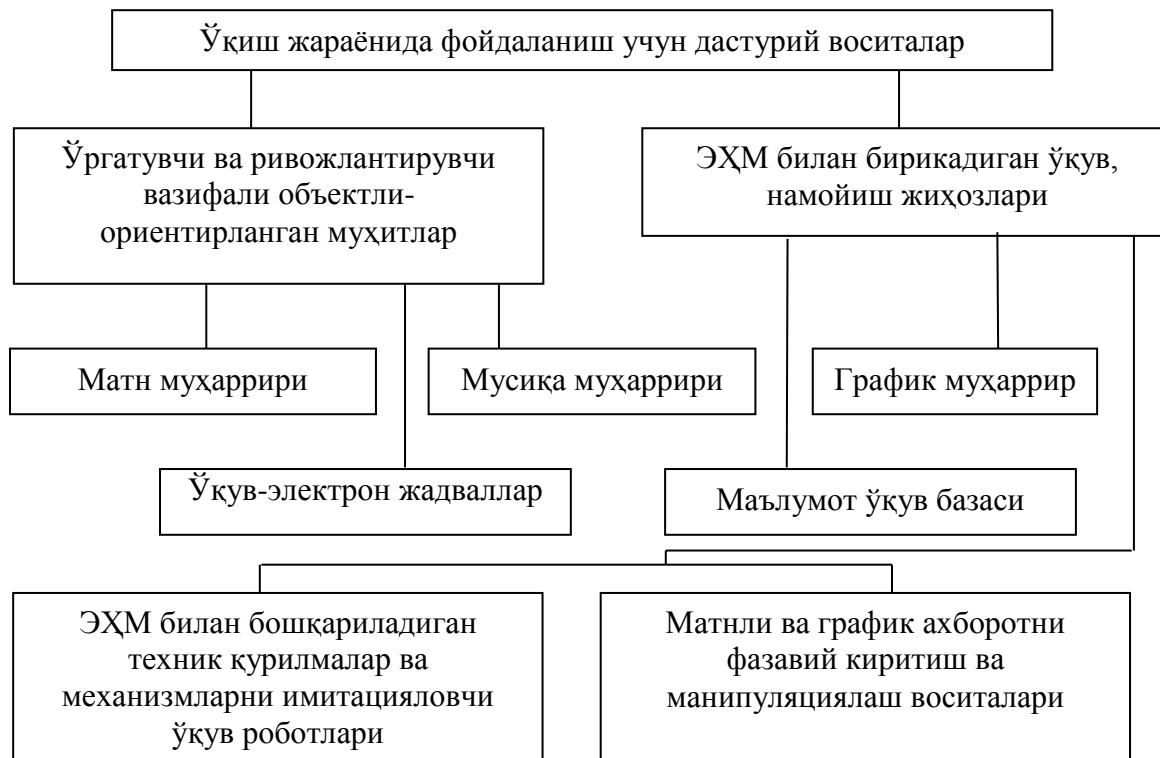 Ўқиш жараёнида фойдаланиш учун дастурий воситалар
Ўргатувчи ва ривожлантирувчи
вазифали объектли-
ориентирланган муҳитлар
ЭҲМ билан бирикадиган ўқув,
намойиш жиҳозлари
Матн муҳаррири
Мусиқа муҳаррири
График муҳаррир
Ўқув-электрон жадваллар
Маълумот ўқув базаси
ЭҲМ билан бошқариладиган
техник қурилмалар ва
механизмларни имитацияловчи
ўқув роботлари
Матнли ва график ахборотни
фазавий киритиш ва
манипуляциялаш воситалари